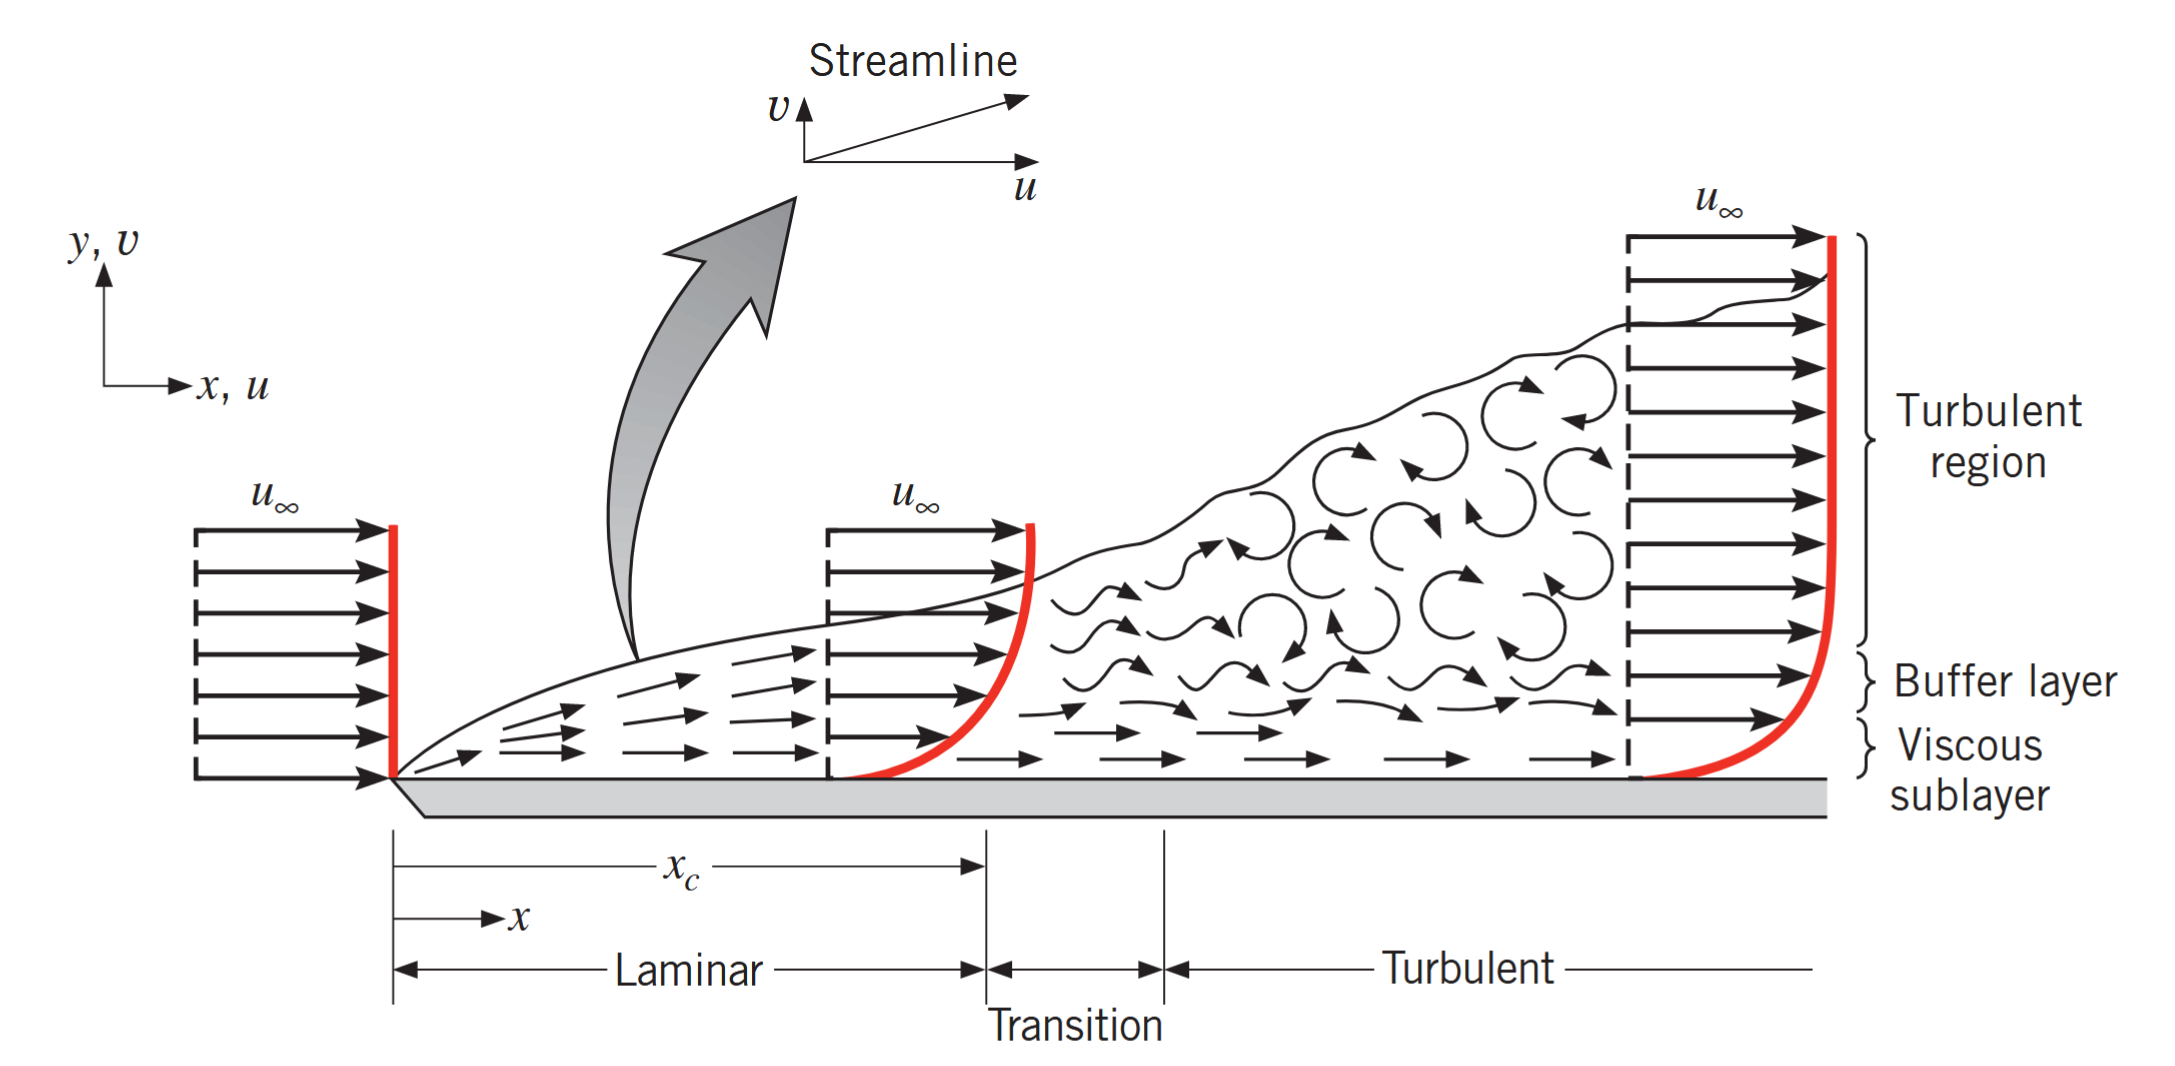 Streamline
v
u
y, v
x, u
u∞
u∞
u∞
Turbulent
region
Buffer layer
Viscous
sublayer
xc
x
Laminar
Turbulent
Transition